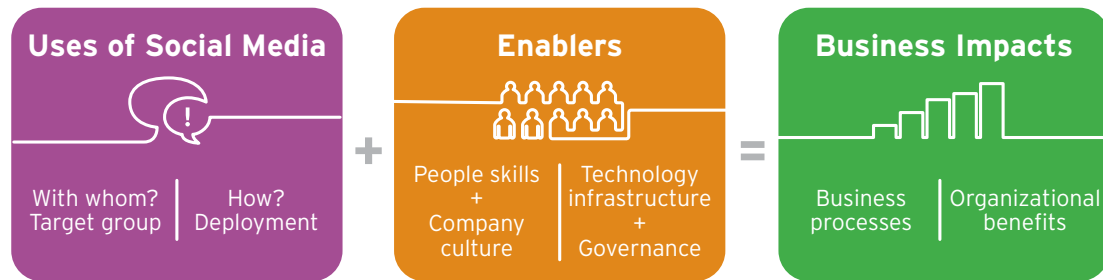 Uses of Social Media
!
With whom?
Target group
How?
Deployment
+
Enablers
People skills
+
Company
culture
Technology
infrastructure
+
Governance
=
Business Impacts
Business
processes
Organizational
benefits